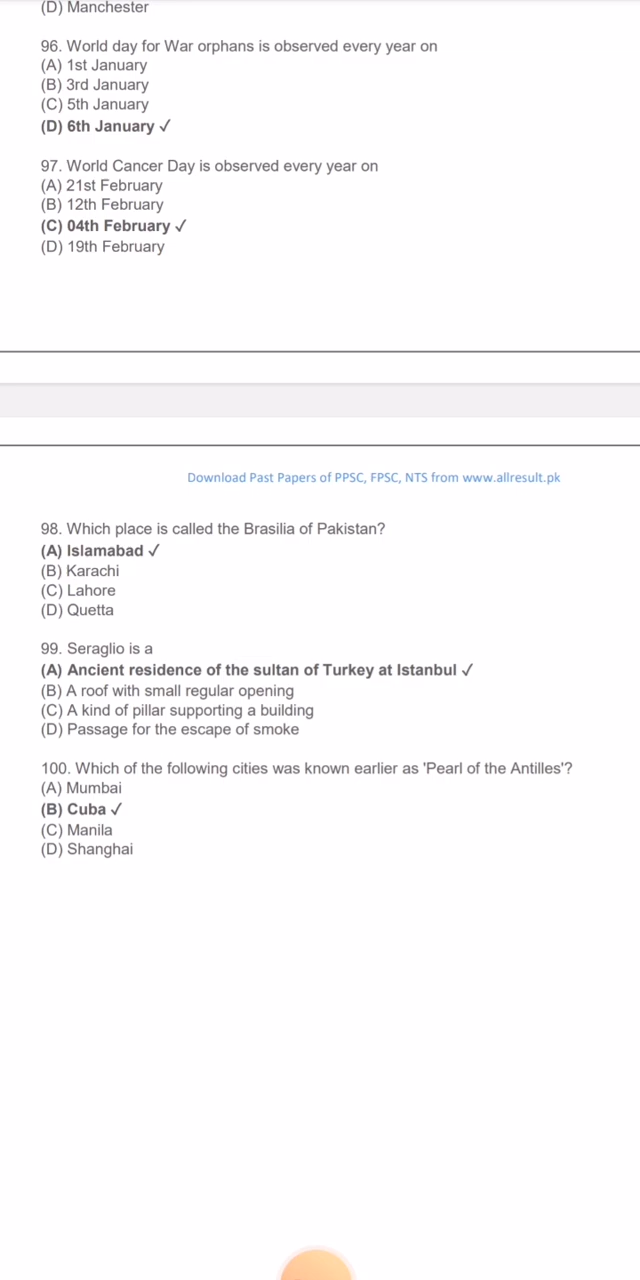 (D) Manchester
96. World day for War orphans is observed every year on
(A) 1st January
(B) 3rd January
(C) 5th January
(D) 6th January ✓
97. World Cancer Day is observed every year on
(A) 21st February
(B) 12th February
(C) 04th February ✓
(D) 19th February
Download Past Papers of PPSC, FPSC, NTS from www.allresult.pk
98. Which place is called the Brasilia of Pakistan?
(A) Islamabad ✓
(B) Karachi
(C) Lahore
(D) Quetta
99. Seraglio is a
(A) Ancient residence of the sultan of Turkey at Istanbul ✓
(B) A roof with small regular opening
(C) A kind of pillar supporting a building
(D) Passage for the escape of smoke
100. Which of the following cities was known earlier as 'Pearl of the Antilles'?
(A) Mumbai
(B) Cuba ✓
(C) Manila
(D) Shanghai